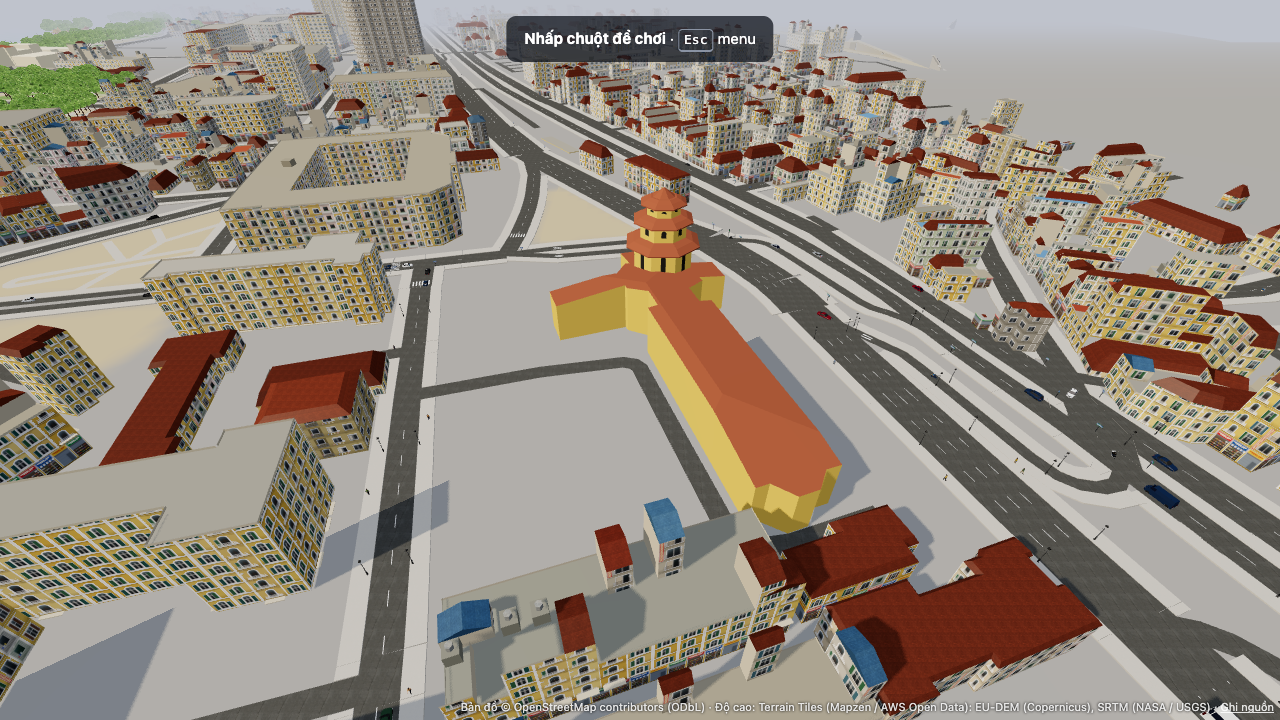 Nhấp chuột để chơi · Esc menu
Bản đồ © OpenStreetMap contributors (ODbL) · Độ cao: Terrain Tiles (Mapzen / AWS Open Data): EU-DEM (Copernicus), SRTM (NASA / USGS) · Ghi nguồn